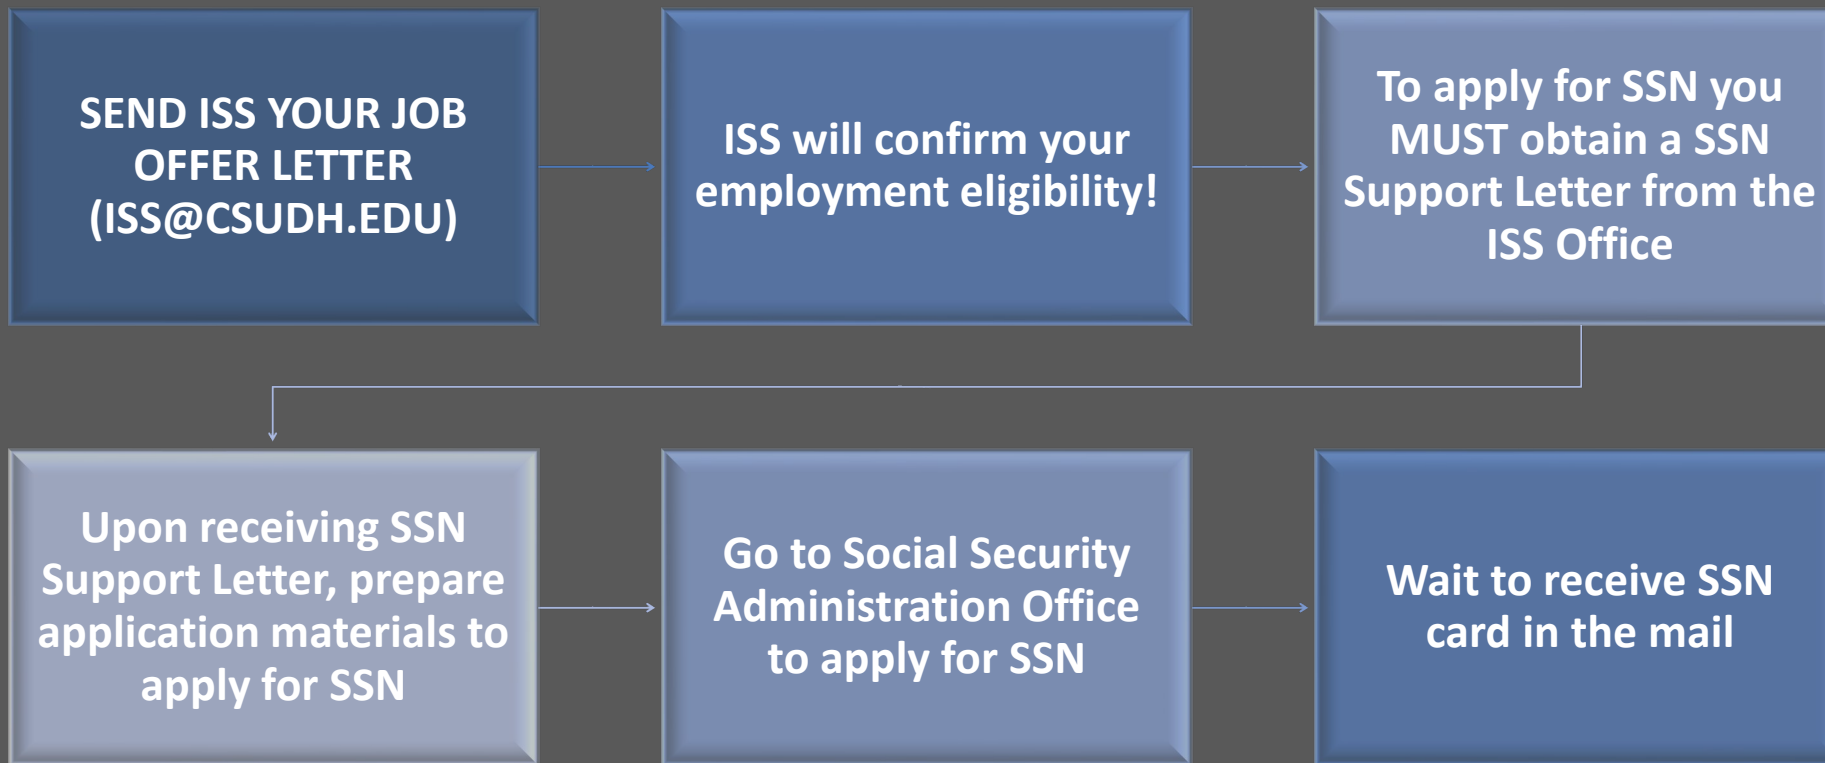 SEND ISS YOUR JOB
OFFER LETTER
(ISS@CSUDH.EDU)
ISS will confirm your
employment eligibility!
To apply for SSN you
MUST obtain a SSN
Support Letter from the
ISS Office
Upon receiving SSN
Support Letter, prepare
application materials to
apply for SSN
Go to Social Security
Administration Office
to apply for SSN
Wait to receive SSN
card in the mail